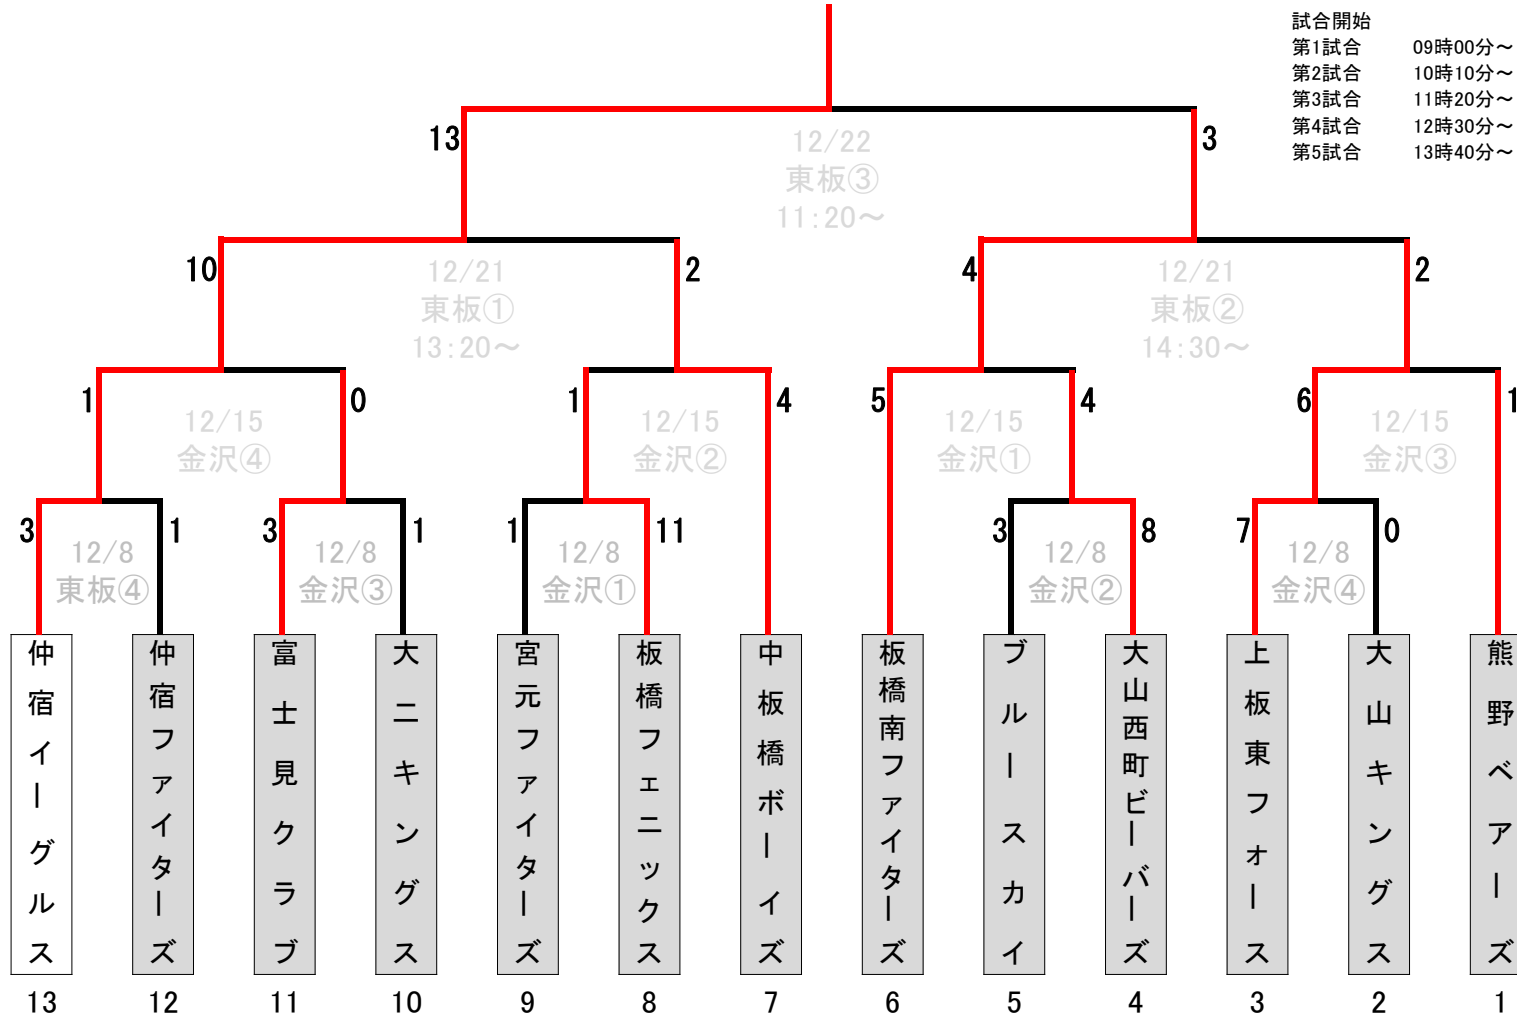 試合開始
第1試合 09時00分～
第2試合 10時10分～
第3試合 11時20分～
第4試合 12時30分～
第5試合 13時40分～
13 3
12/22
東板③
11:20～
10 2 4 2
12/21 12/21
東板① 東板②
13:20～ 14:30～
1 0 1 4 5 4 6 1
12/15 12/15 12/15 12/15
金沢④ 金沢② 金沢① 金沢③
3 1 3 1 1 11 3 8 7 0
12/8 12/8 12/8 12/8 12/8
東板④ 金沢③ 金沢① 金沢② 金沢④
仲宿イーグルス
仲宿ファイターズ
富士見クラブ
大ニキングス
宮元ファイターズ
板橋フェニックス
中板橋ボーイズ
板橋南ファイターズ
ブルースカイ
大山西町ビーバーズ
上板東フォース
大山キングス
熊野ベアーズ
13 12 11 10 9 8 7 6 5 4 3 2 1